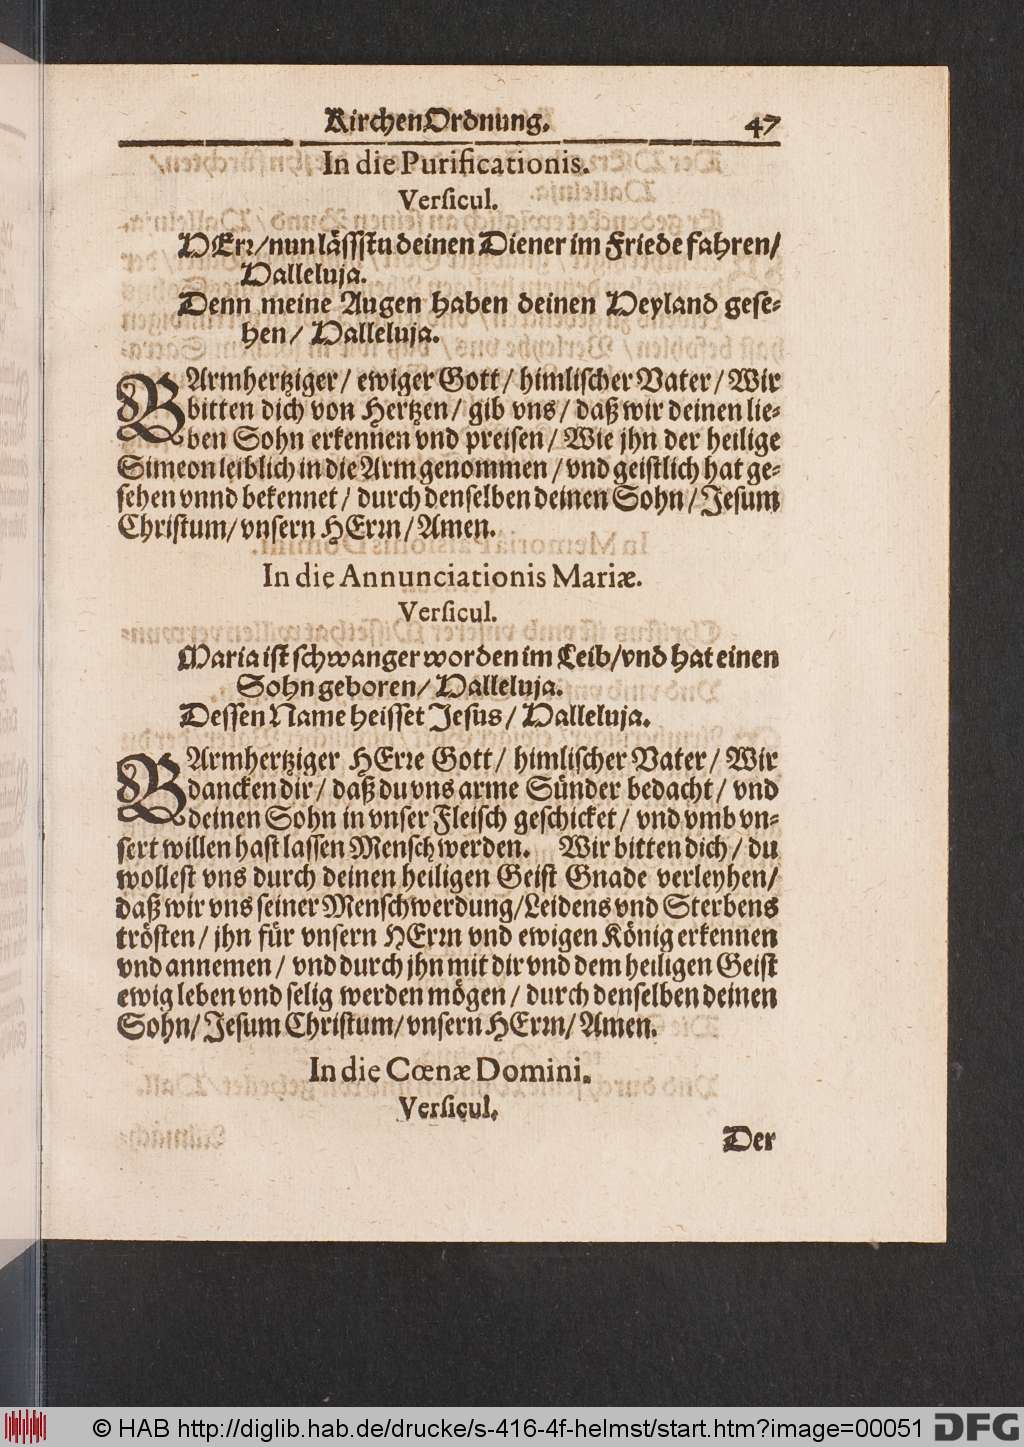 KirchenOrdnung. 47
In die Purificationis.
Versicul.
HErr/nun lässstu deinen Diener im Friede fahren/
Halleluja.
Denn meine Augen haben deinen Heyland gese-
hen/ Halleluja.
BArmhertziger/ ewiger Gott/ himlischer Vater/ Wir
bitten dich von Hertzen/ gib vns/ daß wir deinen lie-
ben Sohn erkennen vnd preisen/ Wie jhn der heilige
Simeon leiblich in die Arm genommen/ vnd geistlich hat ge-
sehen vnnd bekennet/ durch denselben deinen Sohn/ Jesum
Christum/ vnsern HErrn/ Amen.
In die Annunciationis Mariæ.
Versicul.
Maria ist schwanger worden im Leib/vnd hat einen
Sohn geboren/ Halleluja.
Dessen Name heisset Jesus/ Halleluja.
BArmhertziger HErre Gott/ himlischer Vater/ Wir
dancken dir/ daß du vns arme Sünder bedacht/ vnd
deinen Sohn in vnser Fleisch geschicket/ vnd vmb vn-
sert willen hast lassen Mensch werden. Wir bitten dich/ du
wollest vns durch deinen heiligen Geist Gnade verleyhen/
daß wir vns seiner Menschwerdung/Leidens vnd Sterbens
trösten/ jhn für vnsern HErrn vnd ewigen König erkennen
vnd annemen/ vnd durch jhn mit dir vnd dem heiligen Geist
ewig leben vnd selig werden mögen/ durch denselben deinen
Sohn/ Jesum Christum/ vnsern HErrn/ Amen.
In die Cœnæ Domini.
Versicul.
Der
© HAB http://diglib.hab.de/drucke/s-416-4f-helmst/start.htm?image=00051 DFG